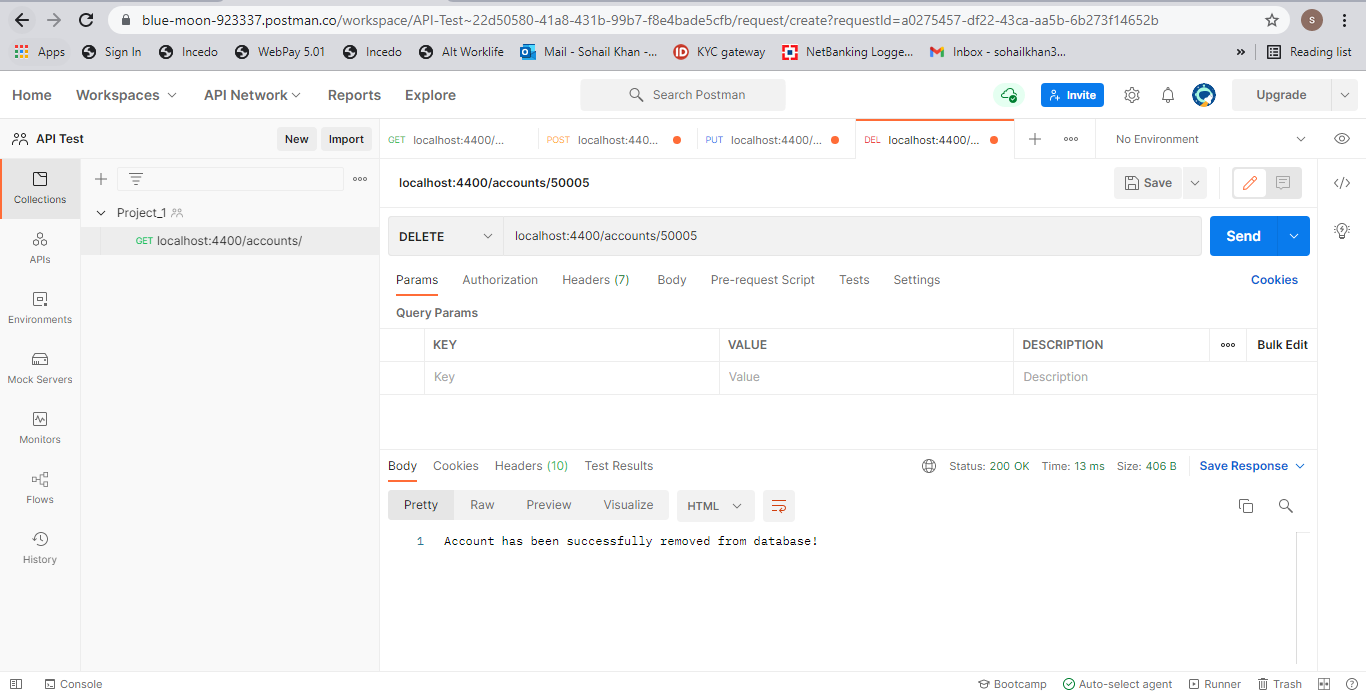 blue-moon-923337.postman.co/workspace/API-Test~22d50580-41a8-431b-99b7-f8e4bade5cfb/request/create?requestId=a0275457-df22-43ca-aa5b-6b273f14652b S
Apps Sign In Incedo WebPay 5.01 Incedo Alt Worklife Mail - Sohail Khan -... KYC gateway NetBanking Logge... Inbox - sohailkhan3... » Reading list
Home Workspaces API Network Reports Explore Search Postman Invite Upgrade
API Test New Import GET localhost:4400/... POST localhost:440... PUT localhost:4400/... DEL localhost:4400/... No Environment
Collections
localhost:4400/accounts/50005 Save
Project_1
GET localhost:4400/accounts/
DELETE localhost:4400/accounts/50005 Send
APIs
Params Authorization Headers (7) Body Pre-request Script Tests Settings Cookies
Environments
Query Params
KEY VALUE DESCRIPTION Bulk Edit
Mock Servers
Key Value Description
Monitors
Body Cookies Headers (10) Test Results Status: 200 OK Time: 13 ms Size: 406 B Save Response
Flows
Pretty Raw Preview Visualize HTML
1 Account has been successfully removed from database!
History
Console Bootcamp Auto-select agent Runner Trash